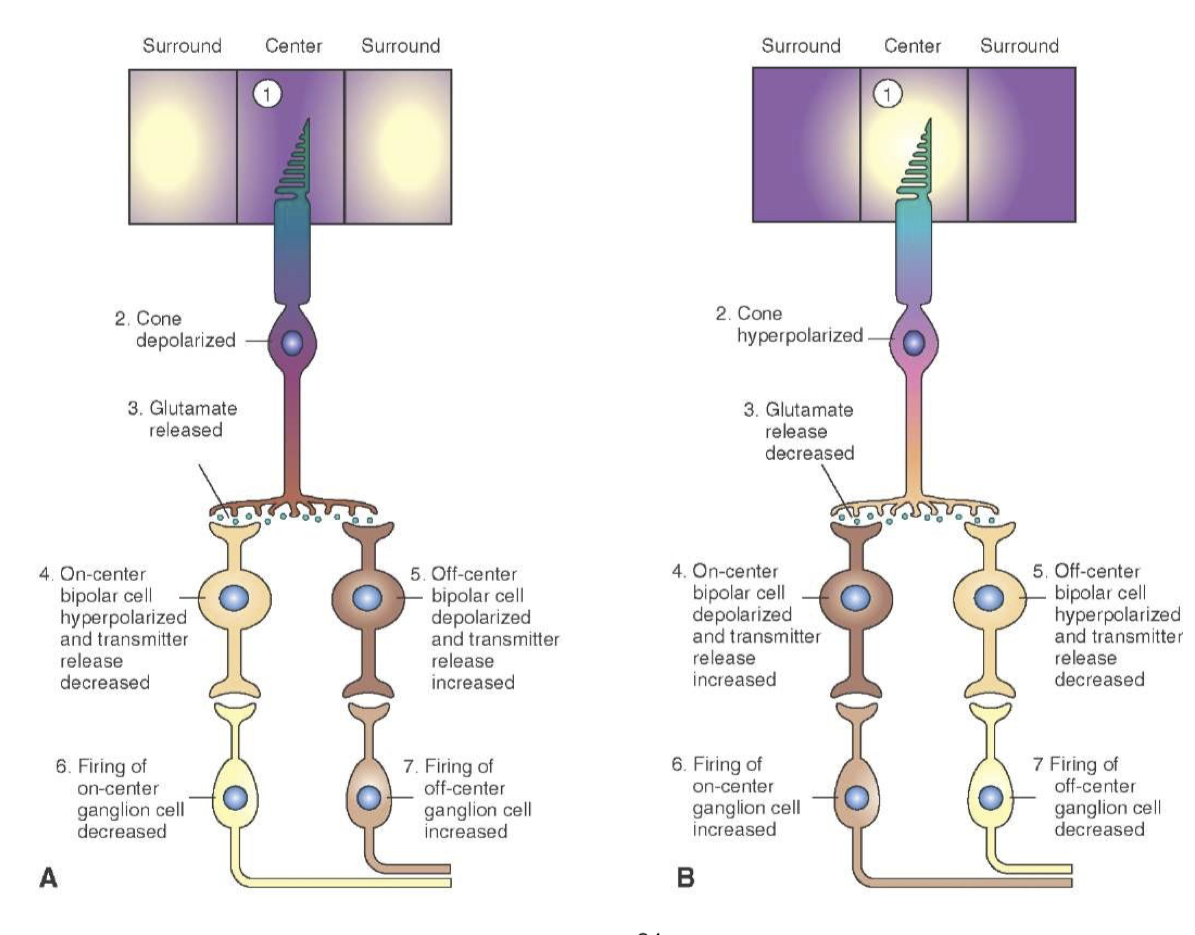 Surround Center Surround
1
2. Cone
depolarized
3. Glutamate
released
4. On-center
bipolar cell
hyperpolarized
and transmitter
release
decreased
5. Off-center
bipolar cell
depolarized
and transmitter
release
increased
6. Firing of
on-center
ganglion cell
decreased
7. Firing of
off-center
ganglion cell
increased
A
Surround Center Surround
1
2. Cone
hyperpolarized
3. Glutamate
release
decreased
4. On-center
bipolar cell
depolarized
and transmitter
release
increased
5. Off-center
bipolar cell
hyperpolarized
and transmitter
release
decreased
6. Firing of
on-center
ganglion cell
increased
7 Firing of
off-center
ganglion cell
decreased
B